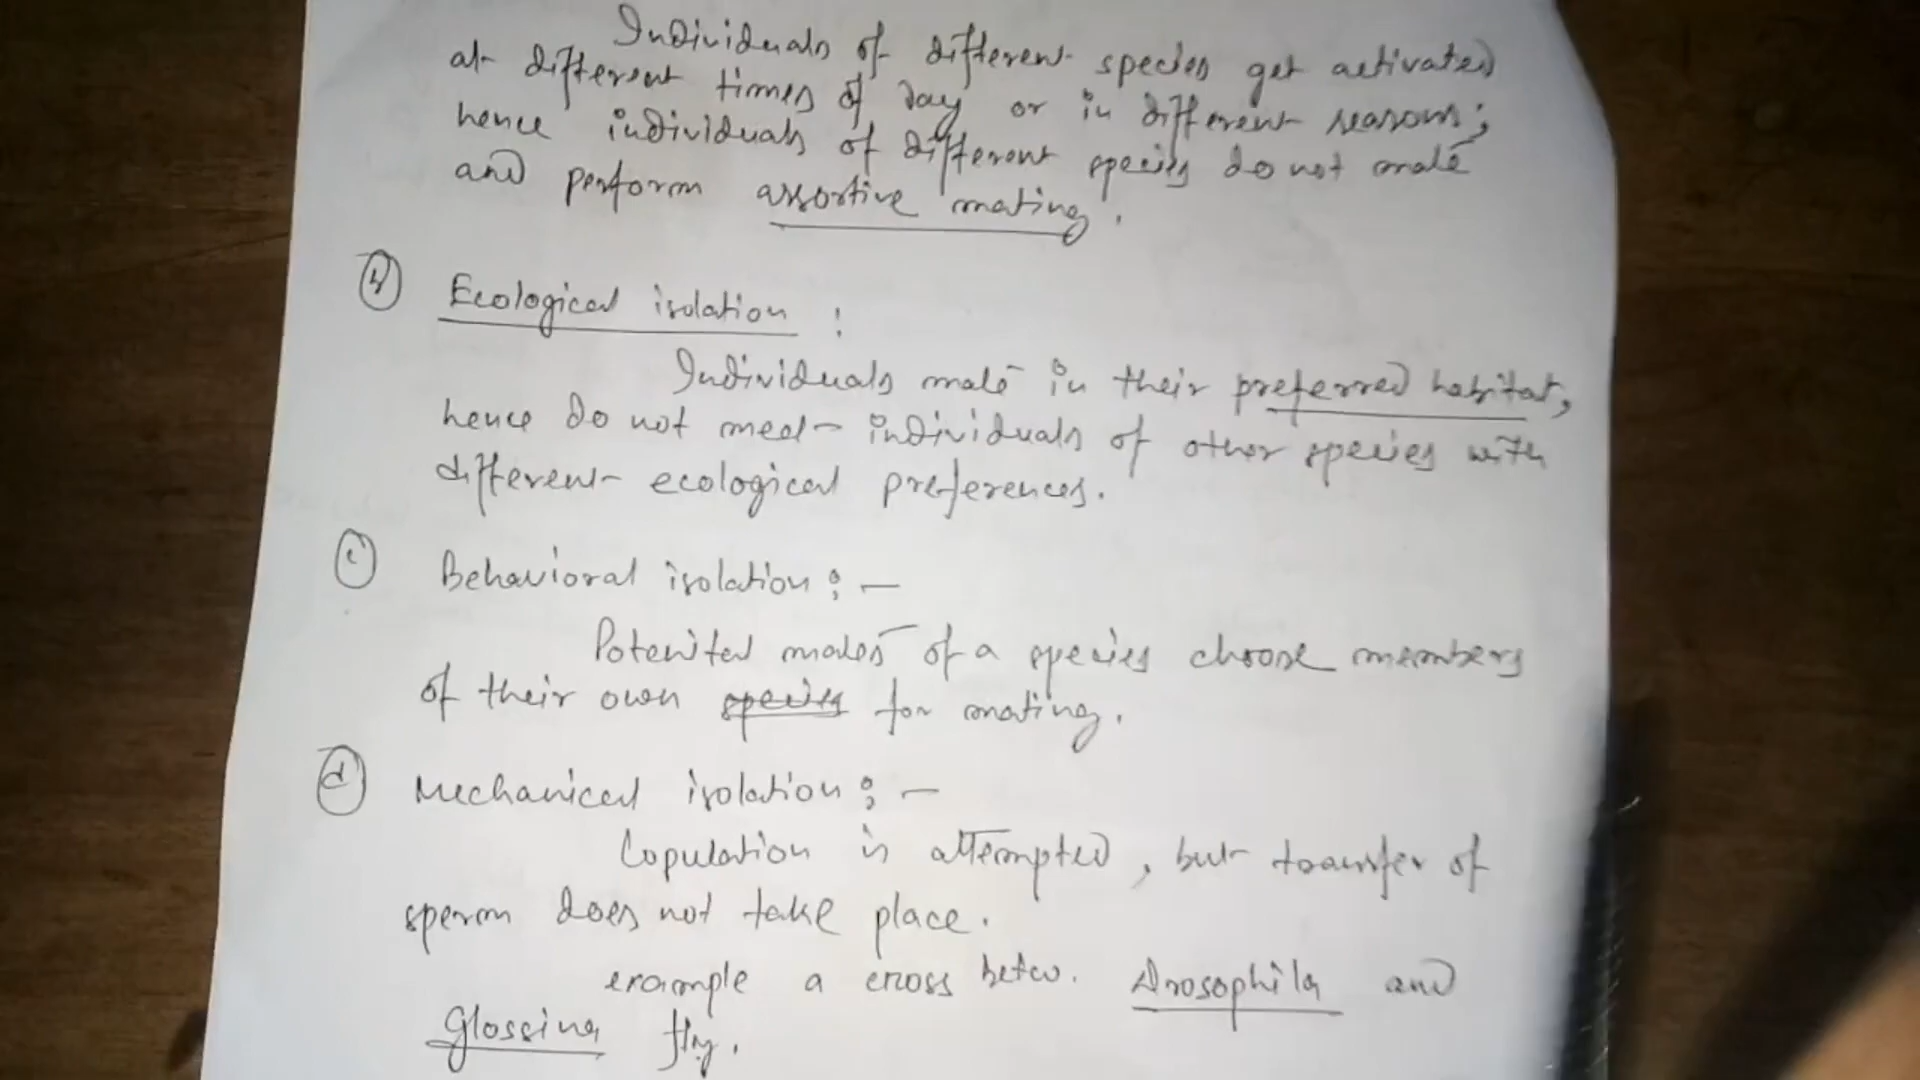 Individuals of different species get activated
at different times of day or in different seasons;
hence individuals of different species do not mate
and perform assortive mating.
(b) Ecological isolation :
Individuals mate in their preferred habitat,
hence do not meet individuals of other species with
different ecological preferences.
(c) Behavioral isolation : —
Potenital mates of a species choose members
of their own species for mating.
(d) Mechanical isolation : —
Copulation is attempted, but transfer of
sperm does not take place.
example a cross betw. Drosophila and
Glossina fly.